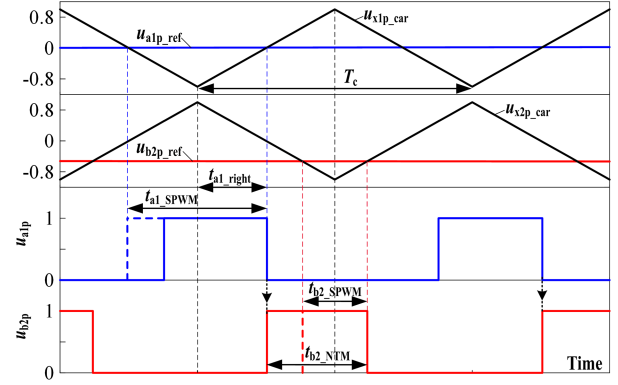 0.8
u_x1p_car
u_a1p_ref
0
T_c
-0.8
0.8
u_x2p_car
u_b2p_ref
0
-0.8
t_a1_right
t_a1_SPWM
1
u_a1p
0
t_b2_SPWM
1
u_b2p
t_b2_NTM
Time
0